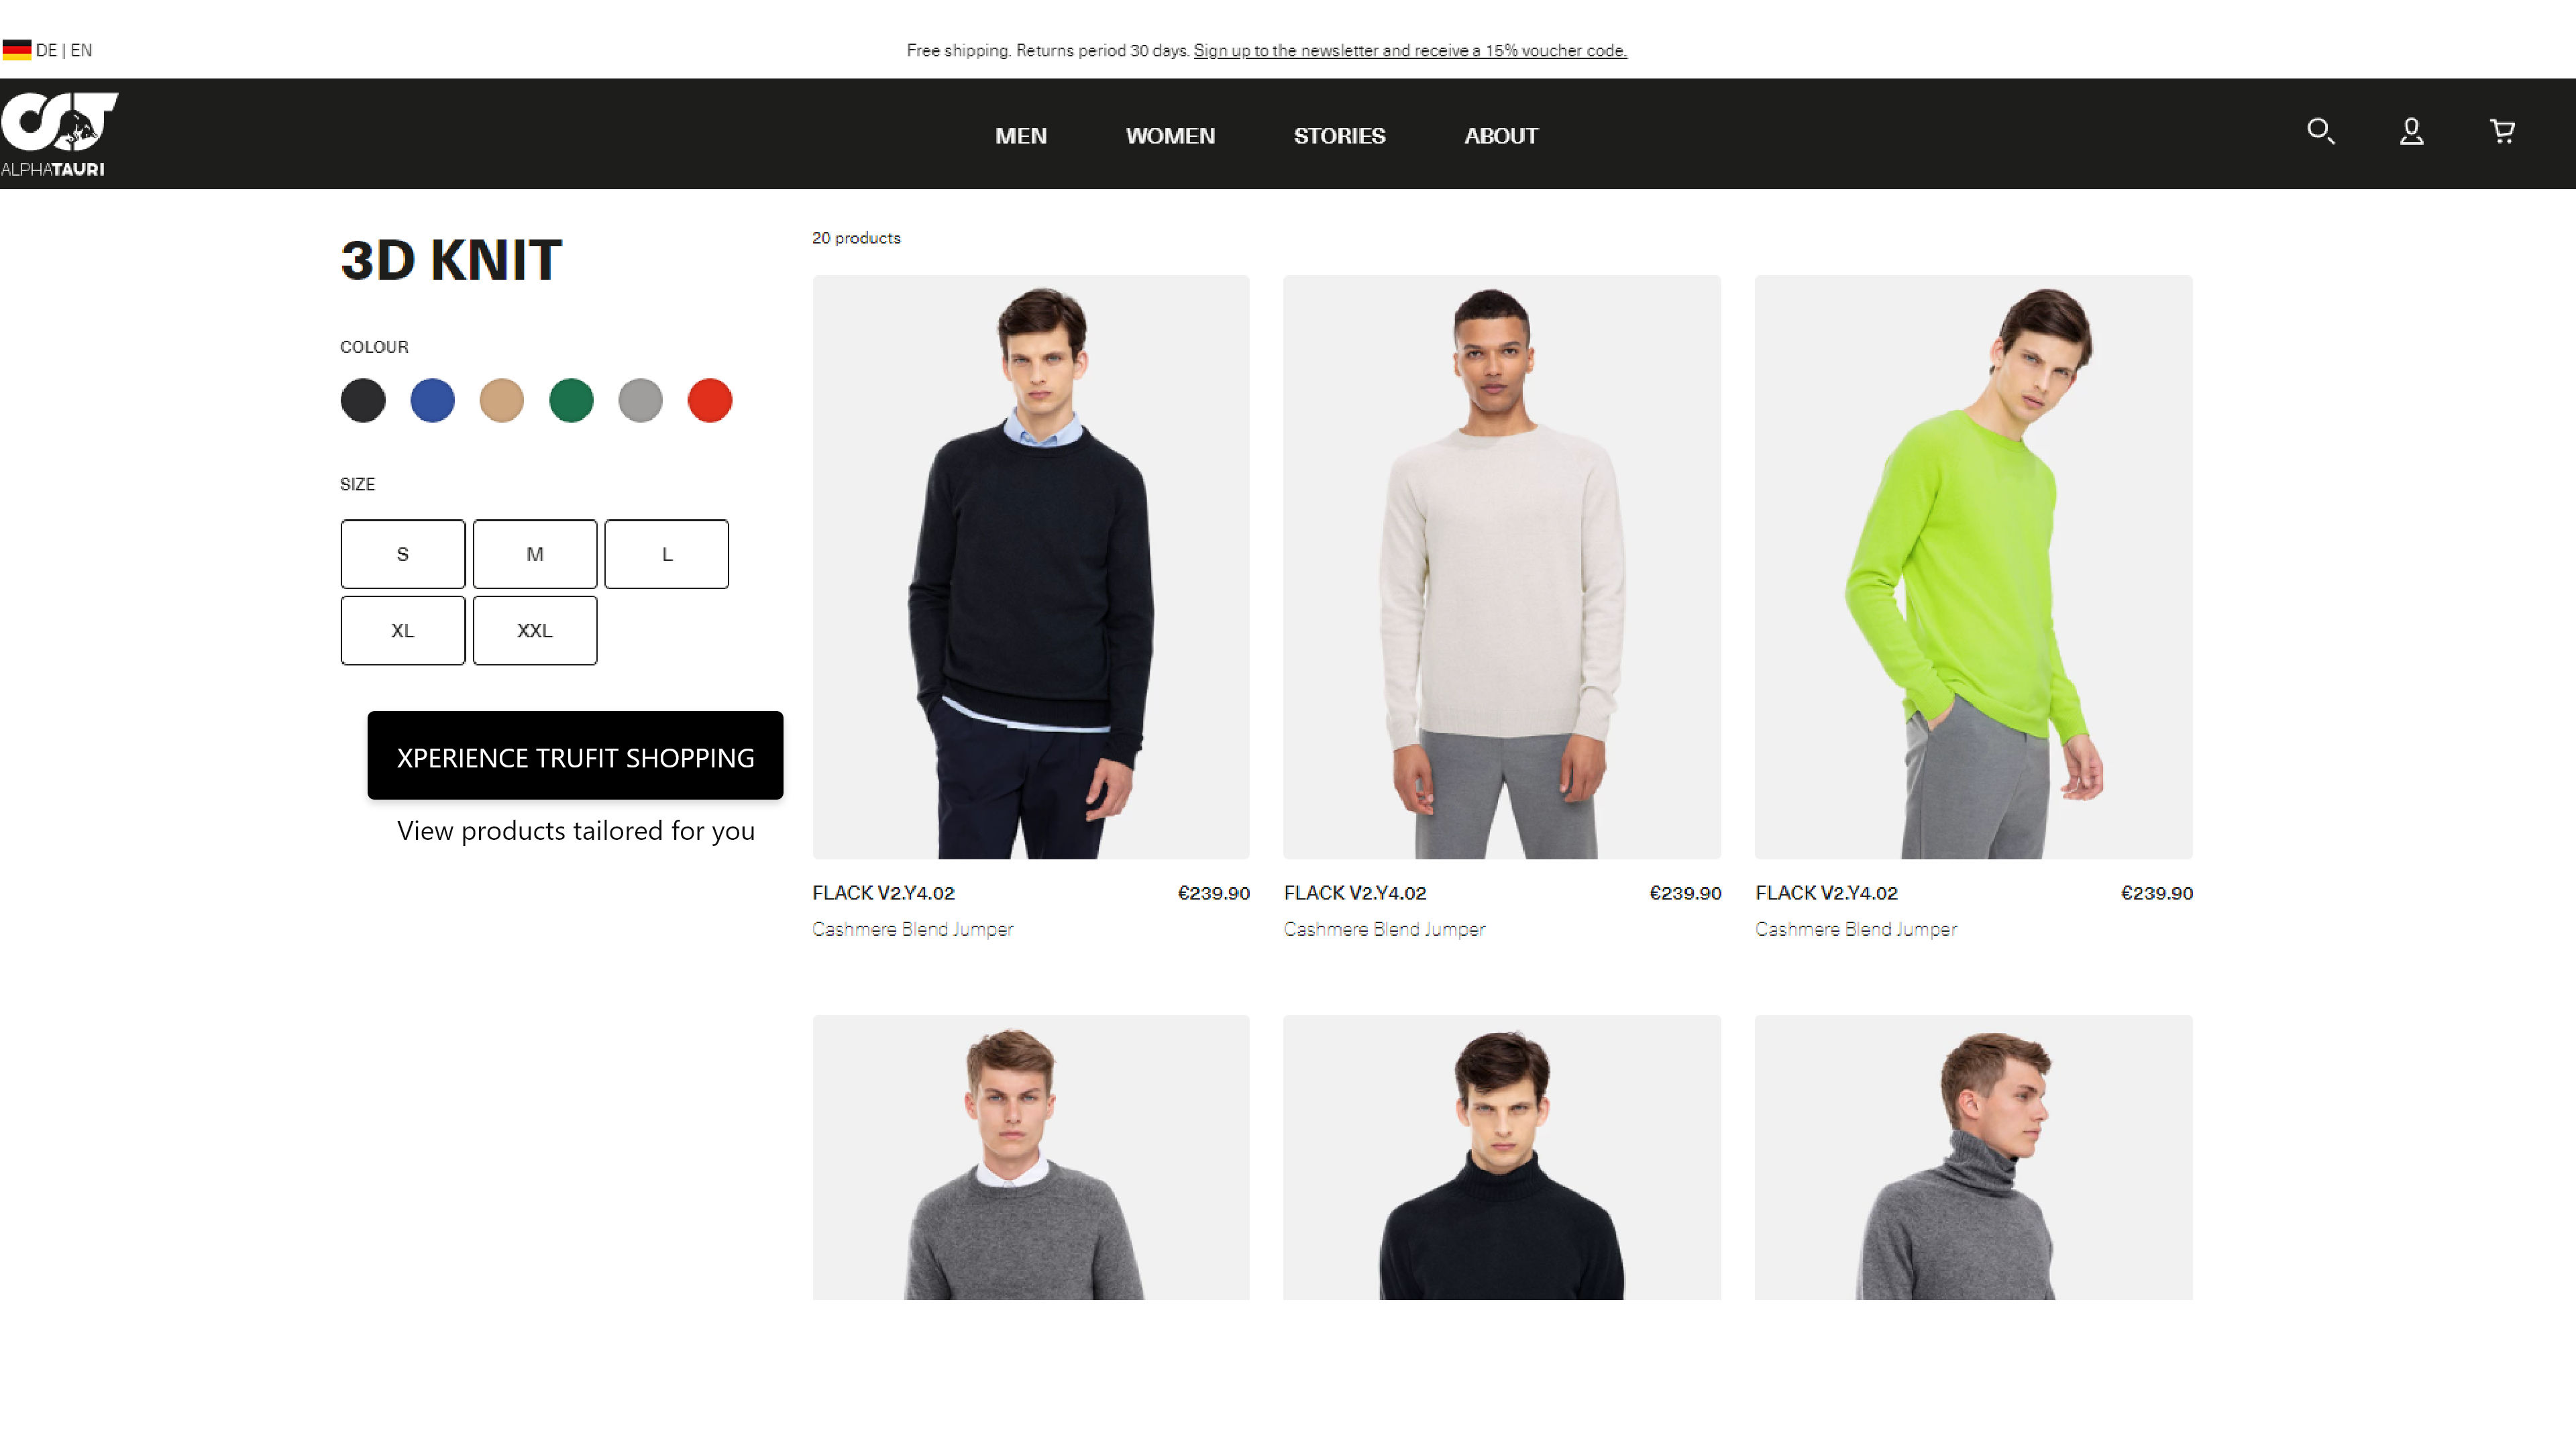 DE | EN
Free shipping. Returns period 30 days. Sign up to the newsletter and receive a 15% voucher code.
ALPHATAURI
MEN WOMEN STORIES ABOUT
3D KNIT
COLOUR
SIZE
S M L
XL XXL
XPERIENCE TRUFIT SHOPPING
View products tailored for you
20 products
FLACK V2.Y4.02 €239.90
Cashmere Blend Jumper
FLACK V2.Y4.02 €239.90
Cashmere Blend Jumper
FLACK V2.Y4.02 €239.90
Cashmere Blend Jumper